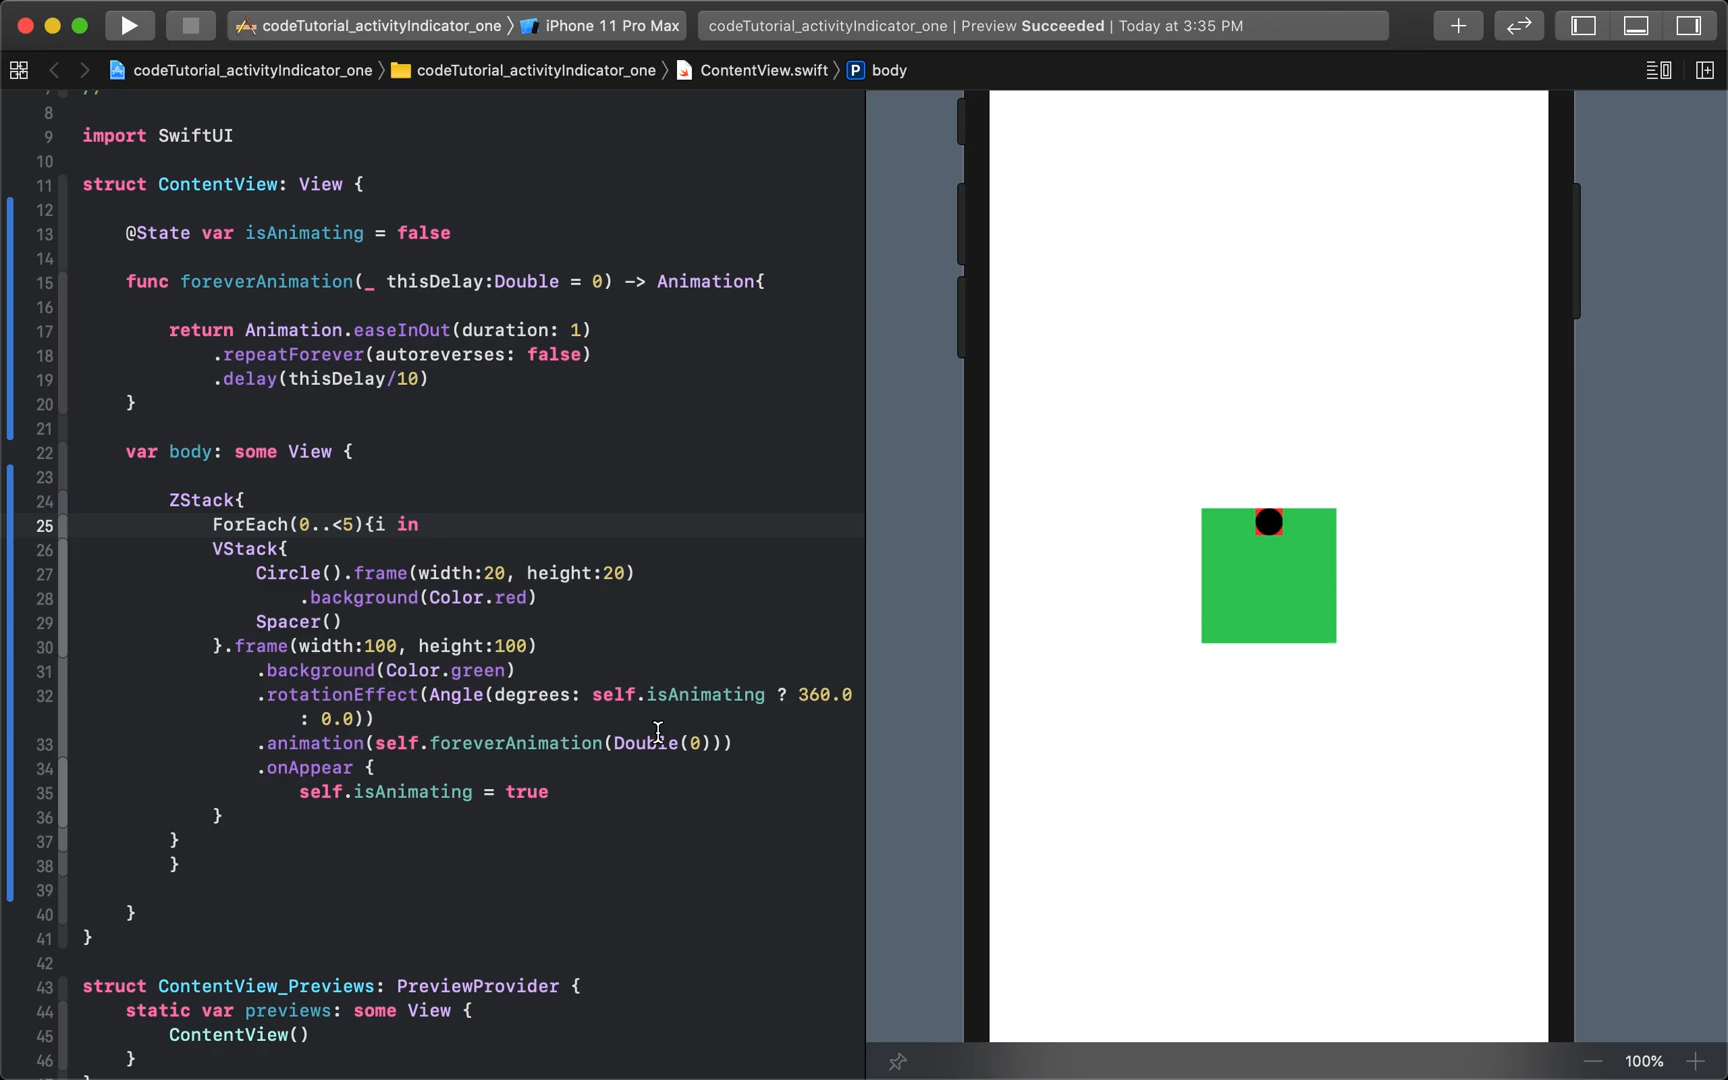 codeTutorial_activityIndicator_one 〉 iPhone 11 Pro Max
codeTutorial_activityIndicator_one | Preview Succeeded | Today at 3:35 PM
codeTutorial_activityIndicator_one 〉 codeTutorial_activityIndicator_one 〉 ContentView.swift 〉 P body
8
9 import SwiftUI
10
11 struct ContentView: View {
12
13 @State var isAnimating = false
14
15 func foreverAnimation(_ thisDelay:Double = 0) -> Animation{
16
17 return Animation.easeInOut(duration: 1)
18 .repeatForever(autoreverses: false)
19 .delay(thisDelay/10)
20 }
21
22 var body: some View {
23
24 ZStack{
25 ForEach(0..<5){i in
26 VStack{
27 Circle().frame(width:20, height:20)
28 .background(Color.red)
29 Spacer()
30 }.frame(width:100, height:100)
31 .background(Color.green)
32 .rotationEffect(Angle(degrees: self.isAnimating ? 360.0
: 0.0))
33 .animation(self.foreverAnimation(Double(0)))
34 .onAppear {
35 self.isAnimating = true
36 }
37 }
38 }
39
40 }
41 }
42
43 struct ContentView_Previews: PreviewProvider {
44 static var previews: some View {
45 ContentView()
46 }
100%